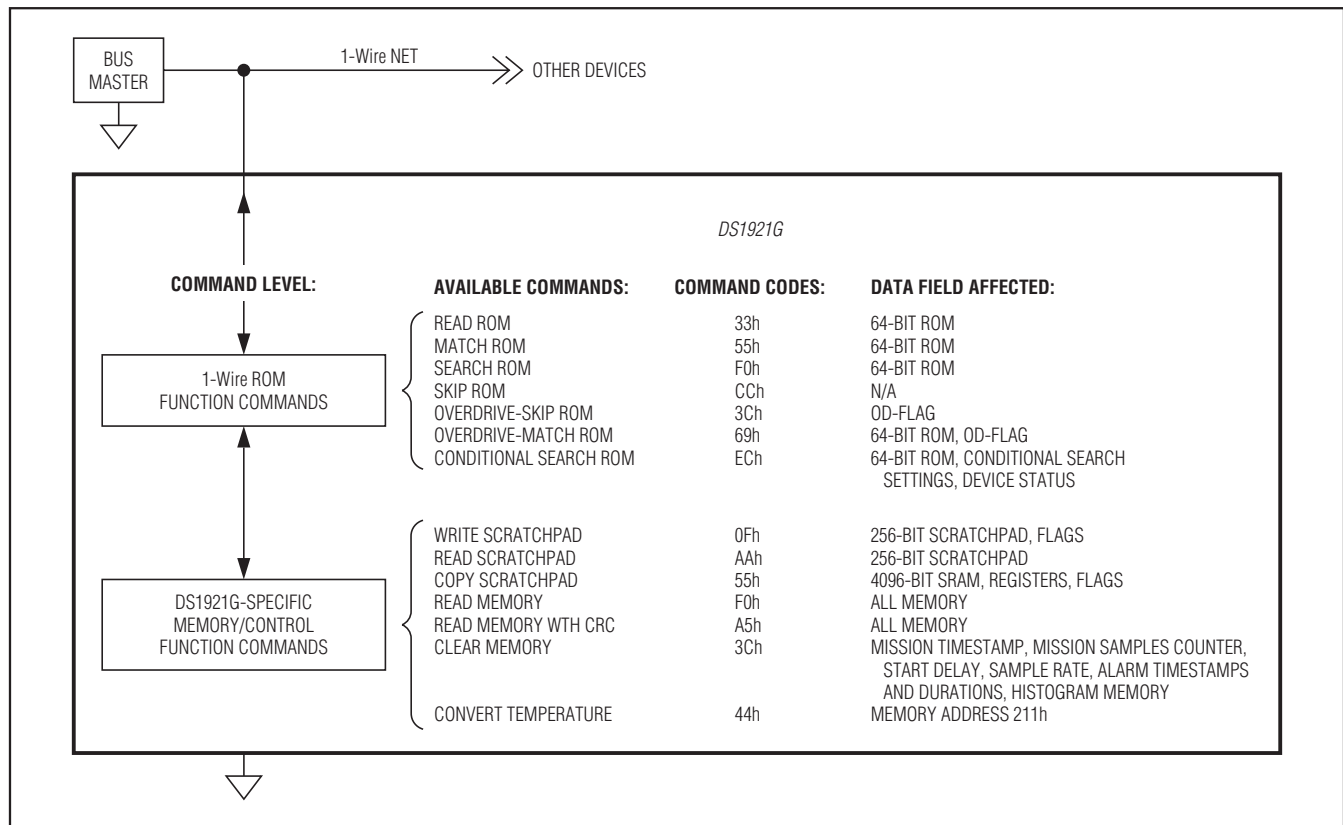 BUS
MASTER
1-Wire NET
OTHER DEVICES
DS1921G
COMMAND LEVEL: AVAILABLE COMMANDS: COMMAND CODES: DATA FIELD AFFECTED:
1-Wire ROM
FUNCTION COMMANDS
READ ROM 33h 64-BIT ROM
MATCH ROM 55h 64-BIT ROM
SEARCH ROM F0h 64-BIT ROM
SKIP ROM CCh N/A
OVERDRIVE-SKIP ROM 3Ch OD-FLAG
OVERDRIVE-MATCH ROM 69h 64-BIT ROM, OD-FLAG
CONDITIONAL SEARCH ROM ECh 64-BIT ROM, CONDITIONAL SEARCH
SETTINGS, DEVICE STATUS
DS1921G-SPECIFIC
MEMORY/CONTROL
FUNCTION COMMANDS
WRITE SCRATCHPAD 0Fh 256-BIT SCRATCHPAD, FLAGS
READ SCRATCHPAD AAh 256-BIT SCRATCHPAD
COPY SCRATCHPAD 55h 4096-BIT SRAM, REGISTERS, FLAGS
READ MEMORY F0h ALL MEMORY
READ MEMORY WTH CRC A5h ALL MEMORY
CLEAR MEMORY 3Ch MISSION TIMESTAMP, MISSION SAMPLES COUNTER,
START DELAY, SAMPLE RATE, ALARM TIMESTAMPS
AND DURATIONS, HISTOGRAM MEMORY
CONVERT TEMPERATURE 44h MEMORY ADDRESS 211h